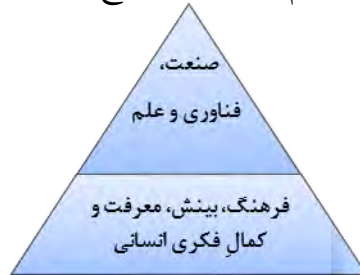 صنعت،
فناوری و علم
فرهنگ، بینش، معرفت و
کمالِ فکری انسانی